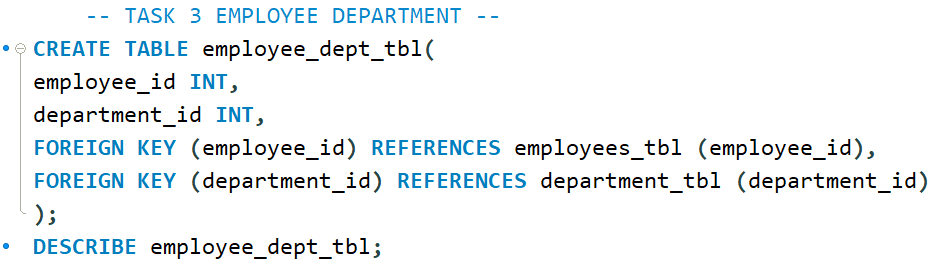 -- TASK 3 EMPLOYEE DEPARTMENT --
CREATE TABLE employee_dept_tbl(
employee_id INT,
department_id INT,
FOREIGN KEY (employee_id) REFERENCES employees_tbl (employee_id),
FOREIGN KEY (department_id) REFERENCES department_tbl (department_id)
);
DESCRIBE employee_dept_tbl;